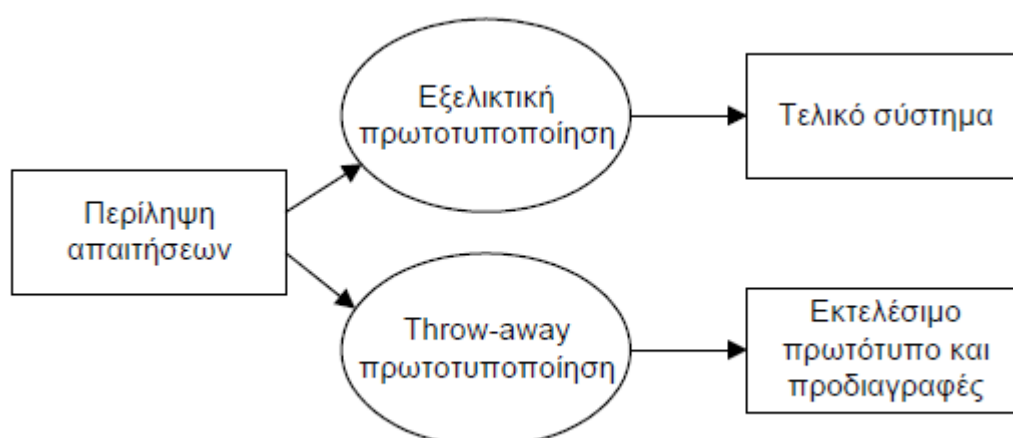 Εξελικτική
πρωτοτυποποίηση
Τελικό σύστημα
Περίληψη
απαιτήσεων
Throw-away
πρωτοτυποποίηση
Εκτελέσιμο
πρωτότυπο και
προδιαγραφές